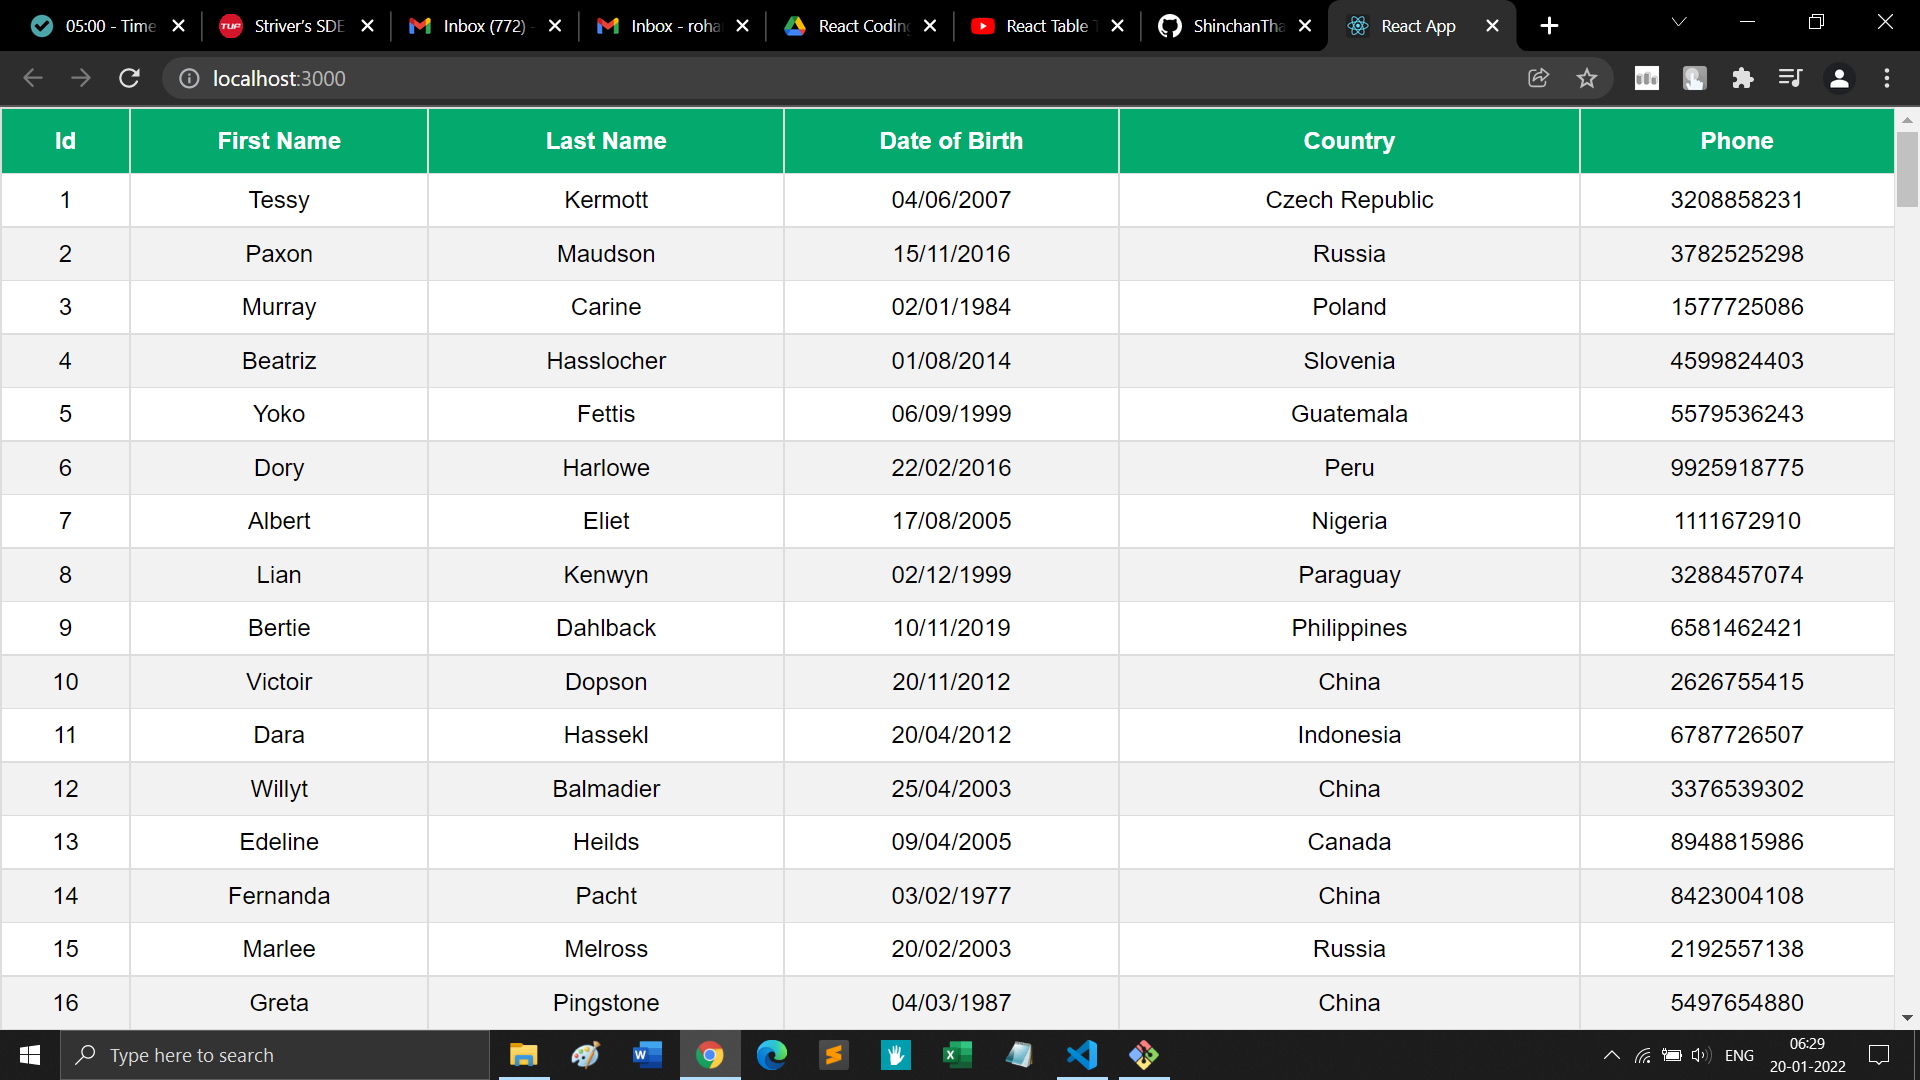 05:00 - Time Striver's SDE Inbox (772) - Inbox - roha React Coding React Table T ShinchanTha React App
localhost:3000
Id First Name Last Name Date of Birth Country Phone
1 Tessy Kermott 04/06/2007 Czech Republic 3208858231
2 Paxon Maudson 15/11/2016 Russia 3782525298
3 Murray Carine 02/01/1984 Poland 1577725086
4 Beatriz Hasslocher 01/08/2014 Slovenia 4599824403
5 Yoko Fettis 06/09/1999 Guatemala 5579536243
6 Dory Harlowe 22/02/2016 Peru 9925918775
7 Albert Eliet 17/08/2005 Nigeria 1111672910
8 Lian Kenwyn 02/12/1999 Paraguay 3288457074
9 Bertie Dahlback 10/11/2019 Philippines 6581462421
10 Victoir Dopson 20/11/2012 China 2626755415
11 Dara Hassekl 20/04/2012 Indonesia 6787726507
12 Willyt Balmadier 25/04/2003 China 3376539302
13 Edeline Heilds 09/04/2005 Canada 8948815986
14 Fernanda Pacht 03/02/1977 China 8423004108
15 Marlee Melross 20/02/2003 Russia 2192557138
16 Greta Pingstone 04/03/1987 China 5497654880
Type here to search ENG 06:29
20-01-2022